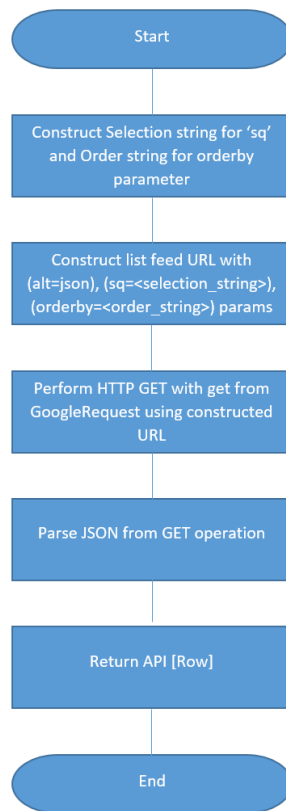 Start
Construct Selection string for ‘sq’
and Order string for orderby
parameter
Construct list feed URL with
(alt=json), (sq=<selection_string>),
(orderby=<order_string>) params
Perform HTTP GET with get from
GoogleRequest using constructed
URL
Parse JSON from GET operation
Return API [Row]
End